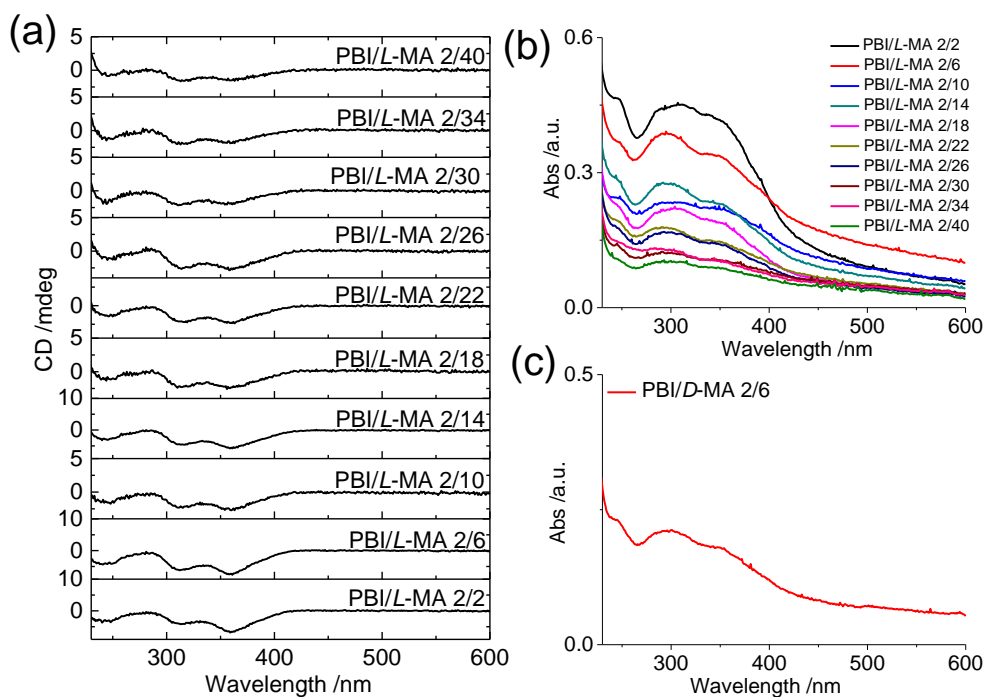 (a)
CD /mdeg
5
0
5
0
5
0
5
0
5
0
5
0
10
0
5
0
10
0
10
0
PBI/L-MA 2/40
PBI/L-MA 2/34
PBI/L-MA 2/30
PBI/L-MA 2/26
PBI/L-MA 2/22
PBI/L-MA 2/18
PBI/L-MA 2/14
PBI/L-MA 2/10
PBI/L-MA 2/6
PBI/L-MA 2/2
300 400 500 600
Wavelength /nm
(b)
Abs /a.u.
0.6
0.3
0.0
PBI/L-MA 2/2
PBI/L-MA 2/6
PBI/L-MA 2/10
PBI/L-MA 2/14
PBI/L-MA 2/18
PBI/L-MA 2/22
PBI/L-MA 2/26
PBI/L-MA 2/30
PBI/L-MA 2/34
PBI/L-MA 2/40
300 400 500 600
Wavelength /nm
(c)
Abs /a.u.
0.5
0.0
PBI/D-MA 2/6
300 400 500 600
Wavelength /nm